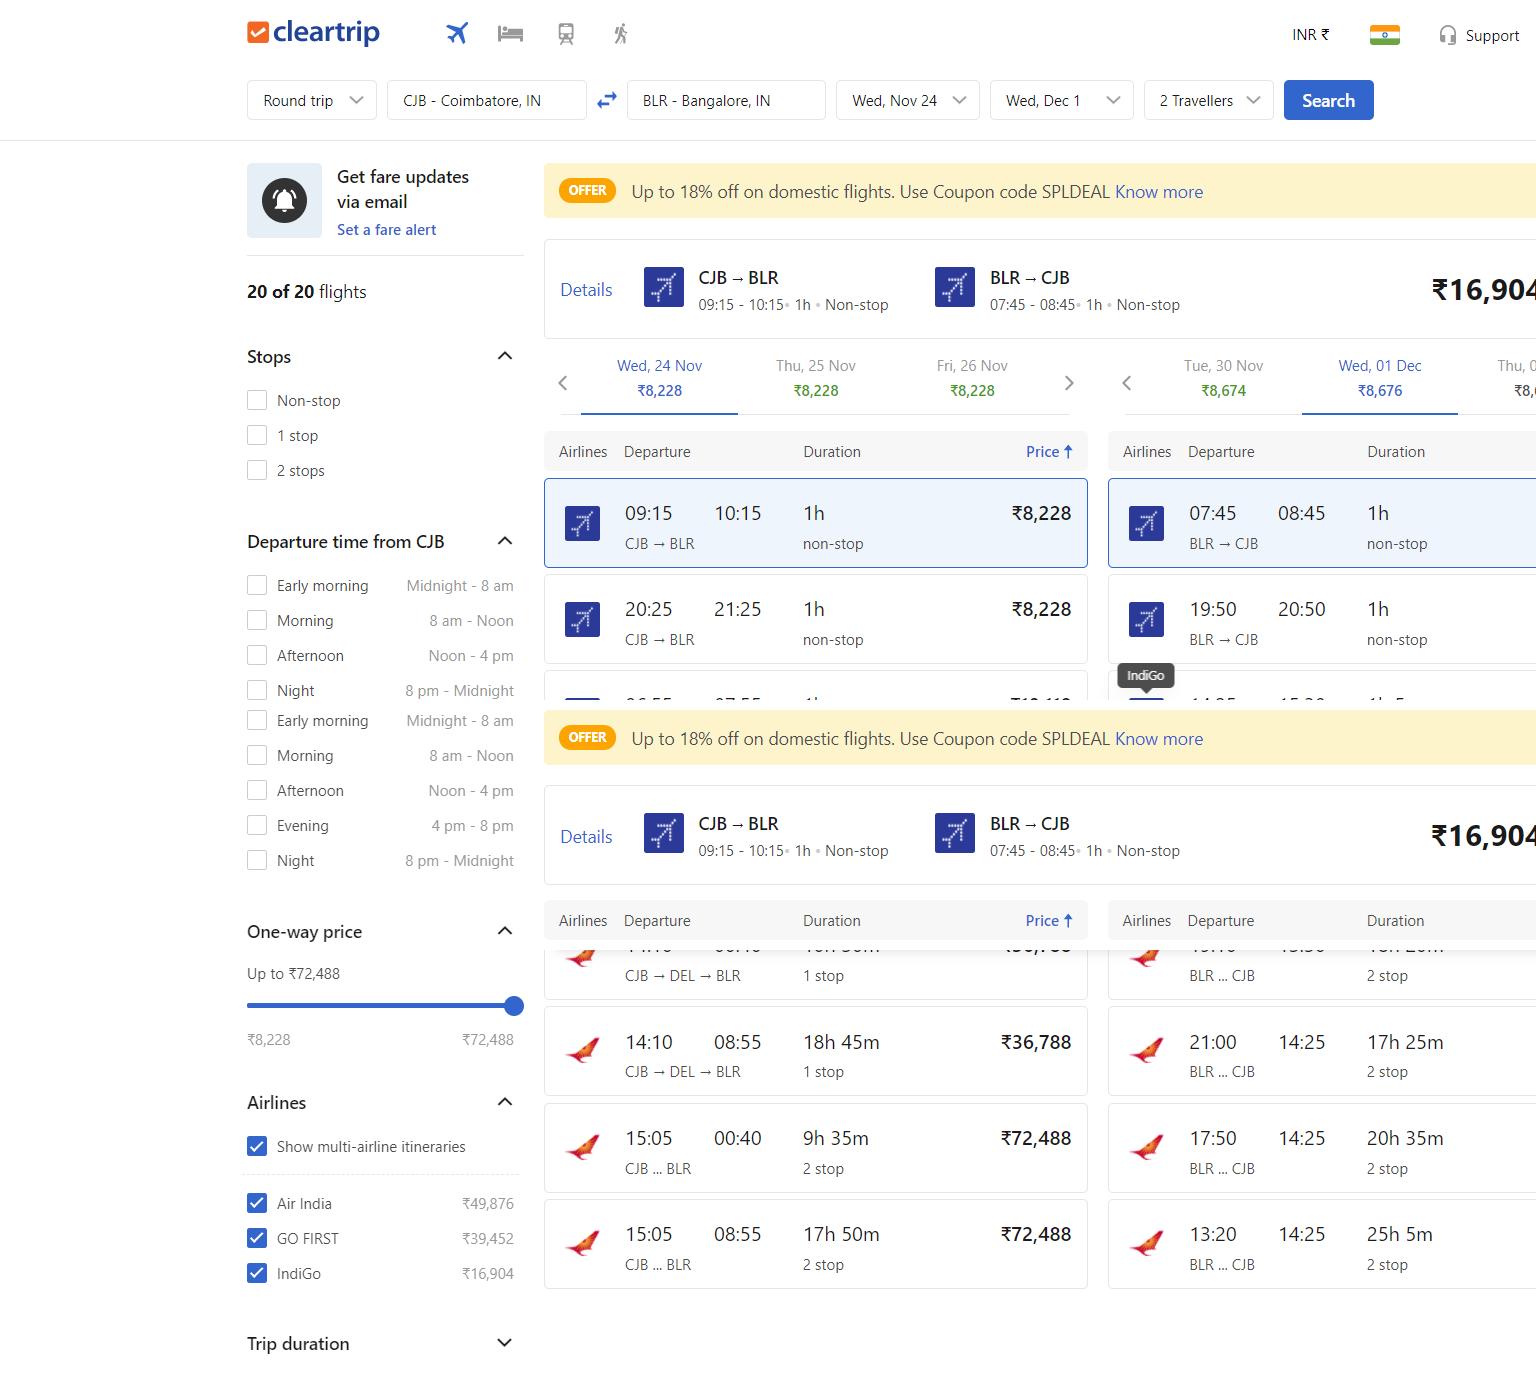 cleartrip
INR ₹
Support
Round trip
CJB - Coimbatore, IN
BLR - Bangalore, IN
Wed, Nov 24
Wed, Dec 1
2 Travellers
Search
Get fare updates
via email
Set a fare alert
20 of 20 flights
Stops
Non-stop
1 stop
2 stops
Departure time from CJB
Early morning Midnight - 8 am
Morning 8 am - Noon
Afternoon Noon - 4 pm
Night 8 pm - Midnight
Early morning Midnight - 8 am
Morning 8 am - Noon
Afternoon Noon - 4 pm
Evening 4 pm - 8 pm
Night 8 pm - Midnight
One-way price
Up to ₹72,488
₹8,228 ₹72,488
Airlines
Show multi-airline itineraries
Air India ₹49,876
GO FIRST ₹39,452
IndiGo ₹16,904
Trip duration
OFFER Up to 18% off on domestic flights. Use Coupon code SPLDEAL Know more
Details
CJB → BLR
09:15 - 10:15• 1h • Non-stop
BLR → CJB
07:45 - 08:45• 1h • Non-stop
₹16,904
Wed, 24 Nov
₹8,228
Thu, 25 Nov
₹8,228
Fri, 26 Nov
₹8,228
Tue, 30 Nov
₹8,674
Wed, 01 Dec
₹8,676
Thu,
Airlines Departure Duration Price ↑
Airlines Departure Duration
09:15 10:15 1h ₹8,228
CJB → BLR non-stop
07:45 08:45 1h
BLR → CJB non-stop
20:25 21:25 1h ₹8,228
CJB → BLR non-stop
19:50 20:50 1h
BLR → CJB non-stop
IndiGo
OFFER Up to 18% off on domestic flights. Use Coupon code SPLDEAL Know more
Details
CJB → BLR
09:15 - 10:15• 1h • Non-stop
BLR → CJB
07:45 - 08:45• 1h • Non-stop
₹16,904
Airlines Departure Duration Price ↑
Airlines Departure Duration
CJB → DEL → BLR 1 stop
BLR ... CJB 2 stop
14:10 08:55 18h 45m ₹36,788
CJB → DEL → BLR 1 stop
21:00 14:25 17h 25m
BLR ... CJB 2 stop
15:05 00:40 9h 35m ₹72,488
CJB ... BLR 2 stop
17:50 14:25 20h 35m
BLR ... CJB 2 stop
15:05 08:55 17h 50m ₹72,488
CJB ... BLR 2 stop
13:20 14:25 25h 5m
BLR ... CJB 2 stop